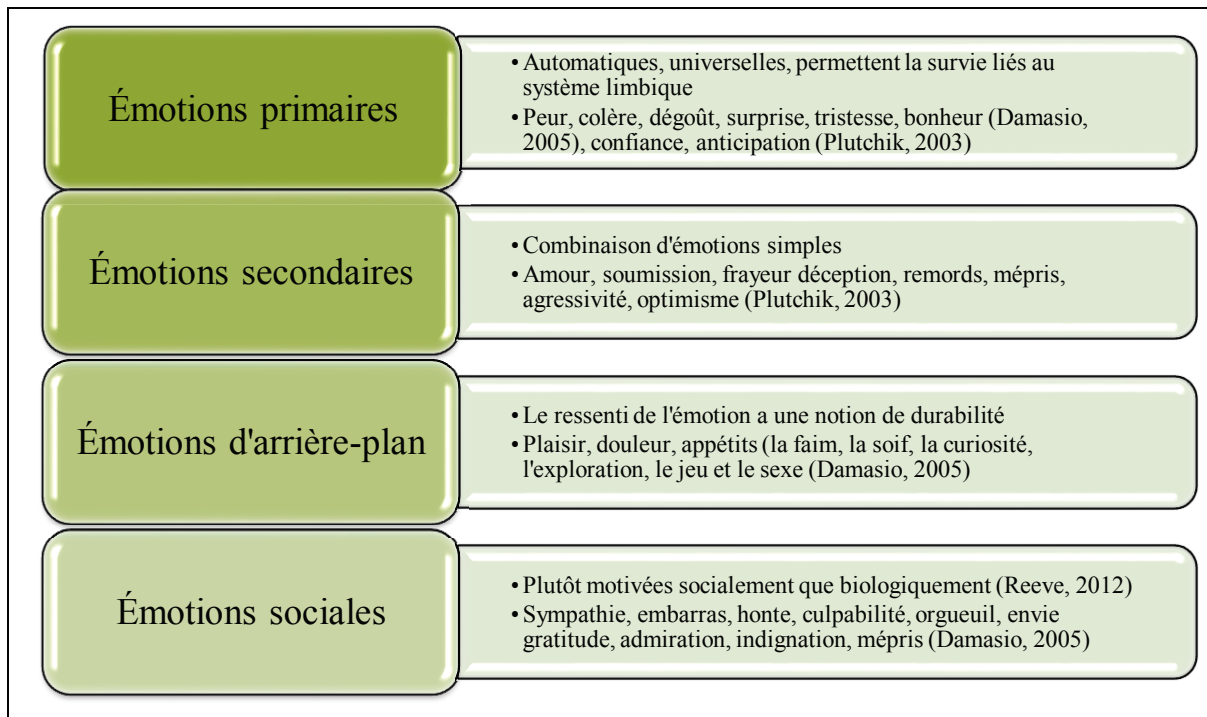 Émotions primaires
• Automatiques, universelles, permettent la survie liés au
système limbique
• Peur, colère, dégoût, surprise, tristesse, bonheur (Damasio,
2005), confiance, anticipation (Plutchik, 2003)
Émotions secondaires
• Combinaison d'émotions simples
• Amour, soumission, frayeur déception, remords, mépris,
agressivité, optimisme (Plutchik, 2003)
Émotions d'arrière-plan
• Le ressenti de l'émotion a une notion de durabilité
• Plaisir, douleur, appétits (la faim, la soif, la curiosité,
l'exploration, le jeu et le sexe (Damasio, 2005)
Émotions sociales
• Plutôt motivées socialement que biologiquement (Reeve, 2012)
• Sympathie, embarras, honte, culpabilité, orgueil, envie
gratitude, admiration, indignation, mépris (Damasio, 2005)